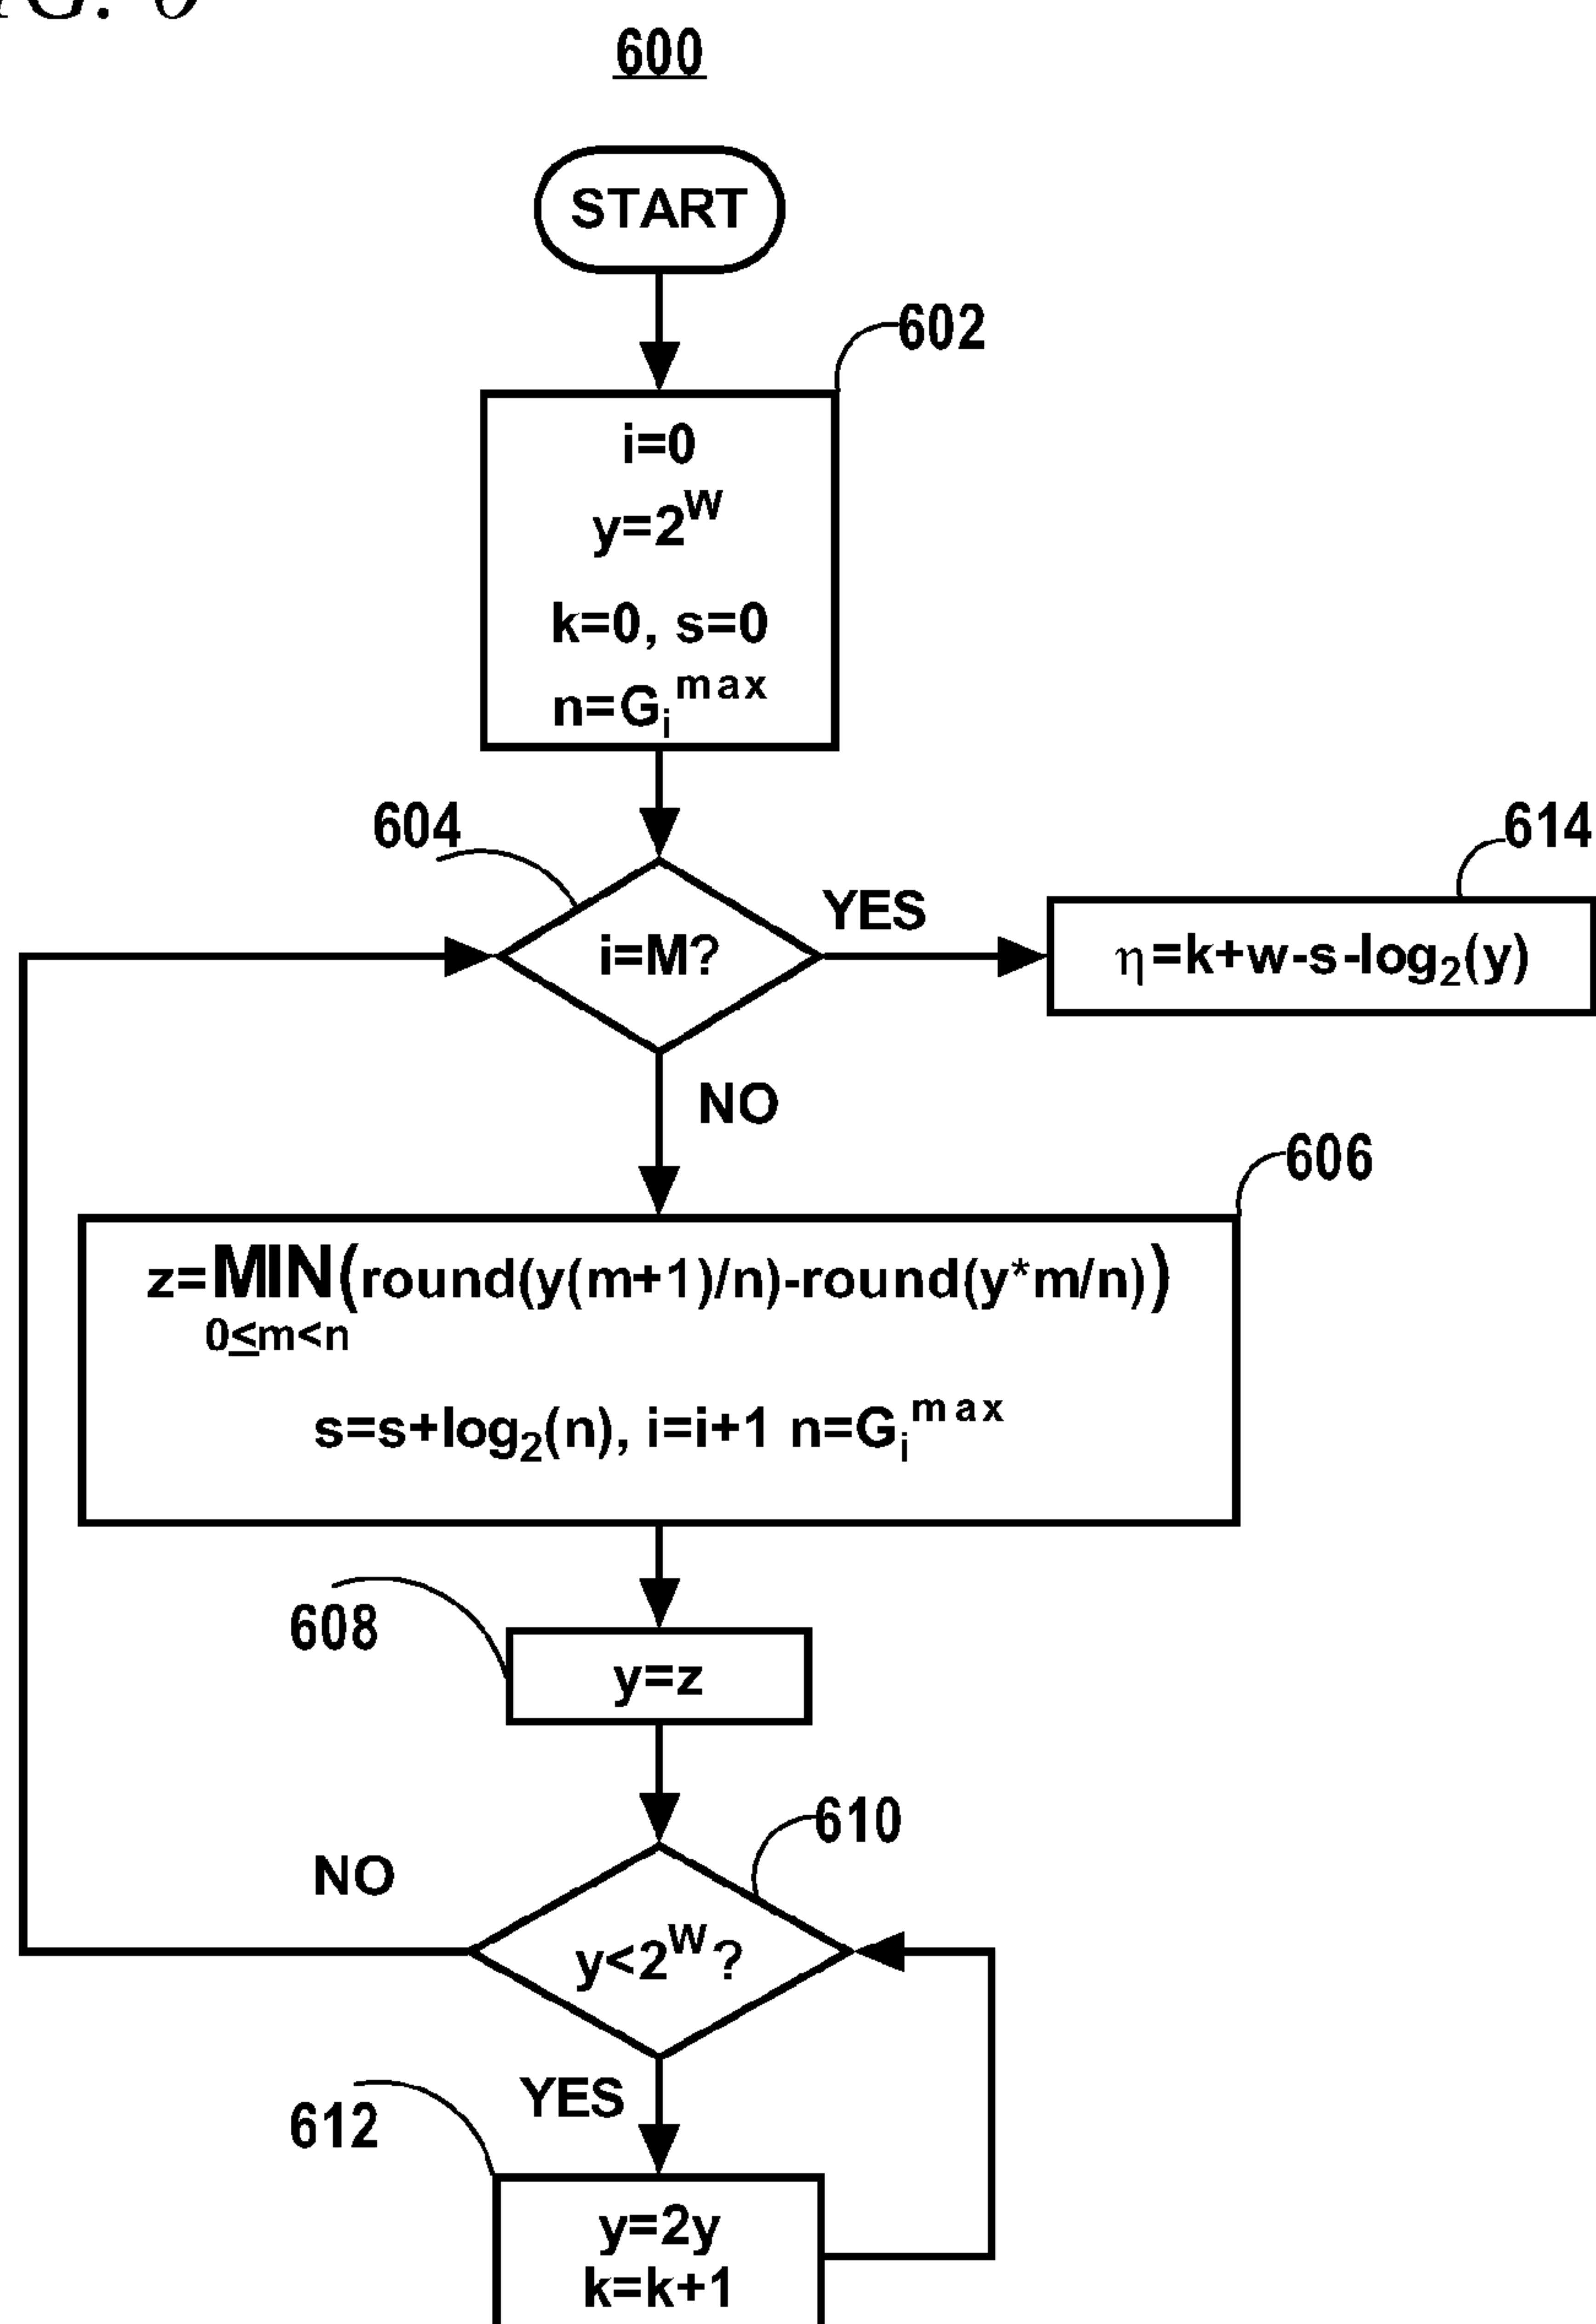 600
START
602
i=0
y=2^W
k=0, s=0
n=G_i^max
604
i=M?
YES
614
η=k+w-s-log₂(y)
NO
606
z=MIN(round(y(m+1)/n)-round(y*m/n))
0≤m<n
s=s+log₂(n), i=i+1 n=G_i^max
608
y=z
610
NO
y<2^W?
YES
612
y=2y
k=k+1